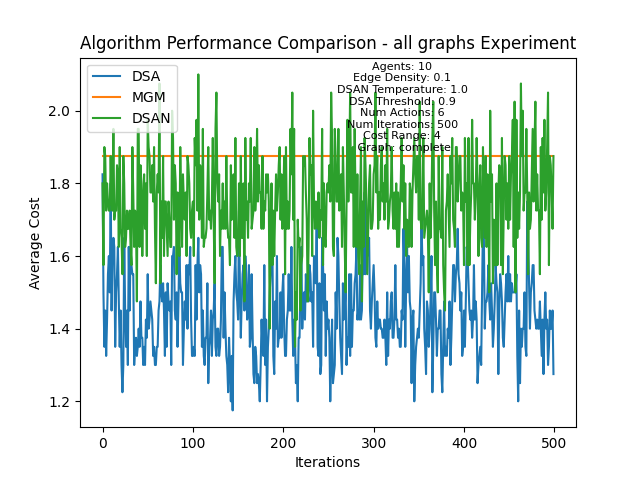 Algorithm Performance Comparison - all graphs Experiment
DSA
MGM
DSAN
Agents: 10
Edge Density: 0.1
DSAN Temperature: 1.0
DSA Threshold: 0.9
Num Actions: 6
Num Iterations: 500
Cost Range: 4
Graph: complete
Average Cost
2.0
1.8
1.6
1.4
1.2
0
100
200
300
400
500
Iterations